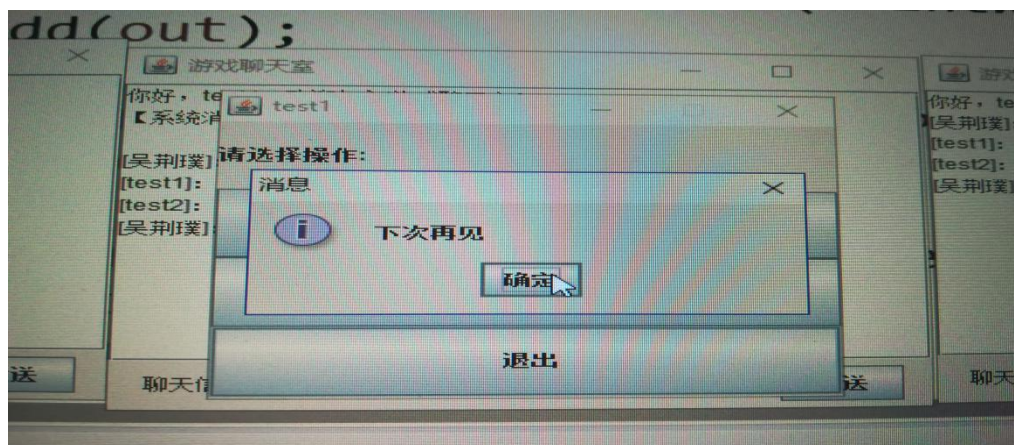 dd(out);
游戏聊天室
你好，te
【系统消
[吴荆璞]
[test1]:
[test2]:
[吴荆璞]
test1
请选择操作:
消息
下次再见
确定
退出
送
聊天信
送
游戏
你好，te
[吴荆璞]
[test1]:
[test2]:
[吴荆璞]
聊天